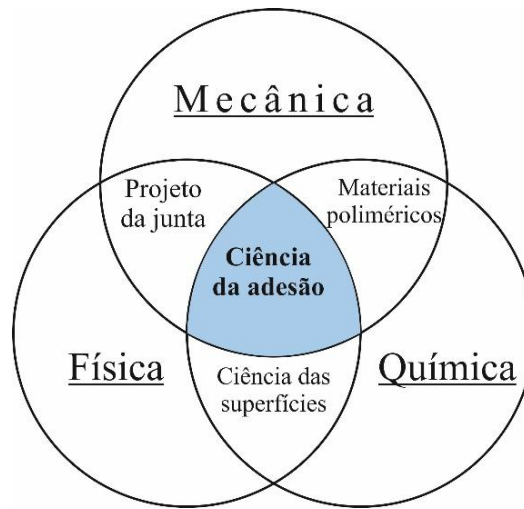 Mecânica
Projeto
da junta
Materiais
poliméricos
Ciência
da adesão
Física
Química
Ciência das
superfícies